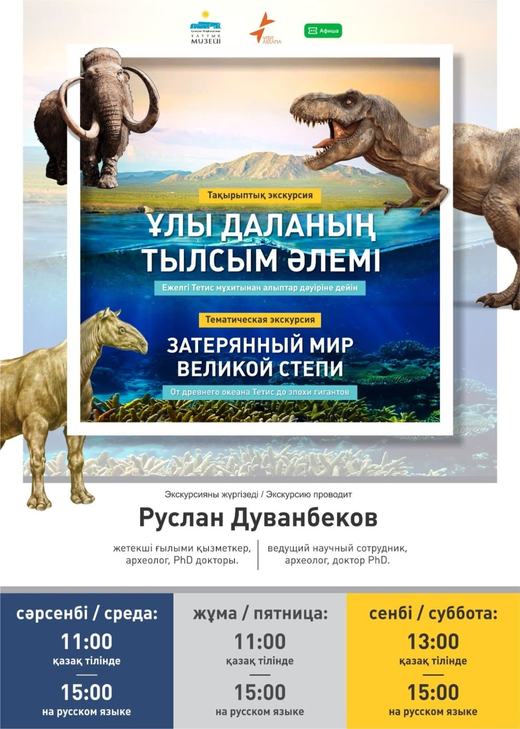 ҰЛТТЫҚ
МУЗЕЙІ
VISIT
ASTANA
Афиша
Тақырыптық экскурсия
ҰЛЫ ДАЛАНЫҢ
ТЫЛСЫМ ӘЛЕМІ
Ежелгі Тетис мұхитынан алыптар дәуіріне дейін
Тематическая экскурсия
ЗАТЕРЯННЫЙ МИР
ВЕЛИКОЙ СТЕПИ
От древнего океана Тетис до эпохи гигантов
Экскурсияны жүргізеді / Экскурсию проводит
Руслан Дуванбеков
жетекші ғылыми қызметкер,
археолог, PhD докторы.
ведущий научный сотрудник,
археолог, доктор PhD.
сәрсенбі / среда:
11:00
қазақ тілінде
15:00
на русском языке
жұма / пятница:
11:00
қазақ тілінде
15:00
на русском языке
сенбі / суббота:
13:00
қазақ тілінде
15:00
на русском языке